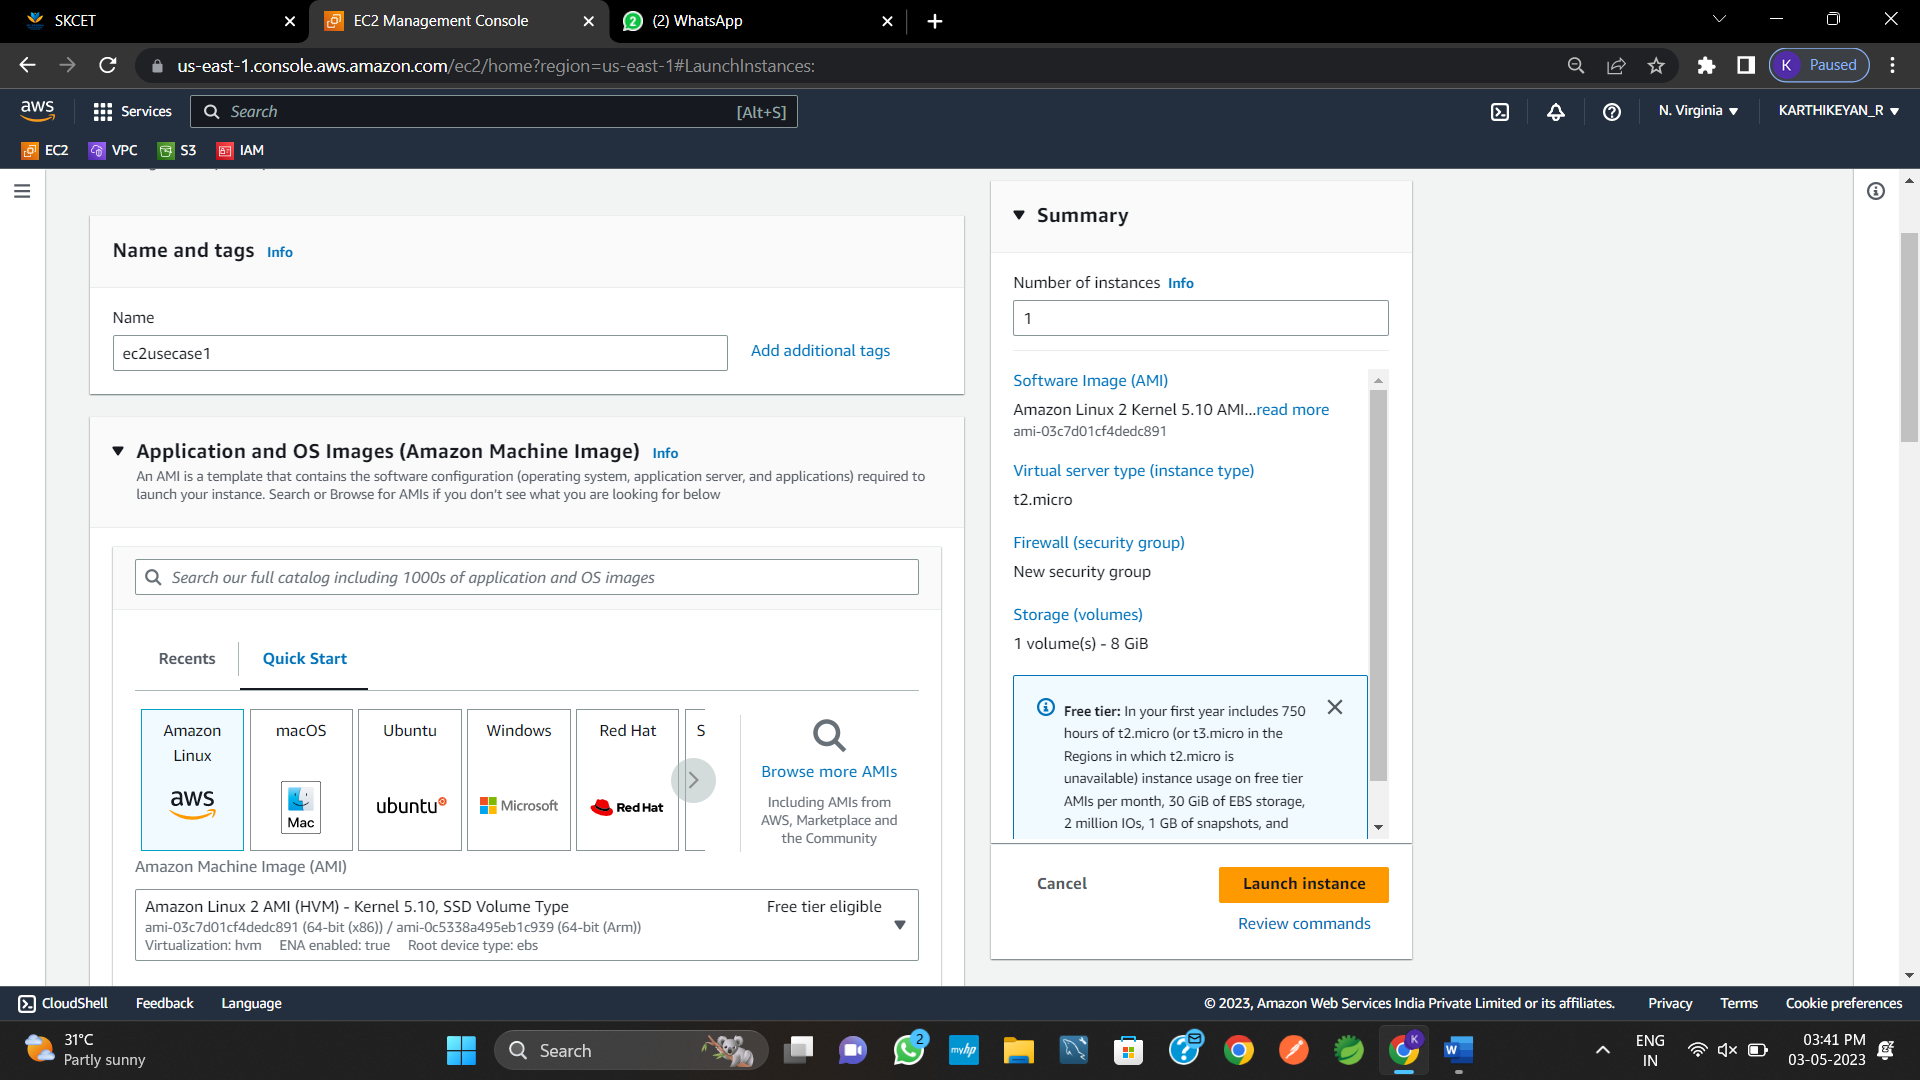 SKCET
EC2 Management Console
(2) WhatsApp
us-east-1.console.aws.amazon.com/ec2/home?region=us-east-1#LaunchInstances:
K Paused
aws
Services
Search
[Alt+S]
N. Virginia
KARTHIKEYAN_R
EC2
VPC
S3
IAM
Name and tags Info
Name
ec2usecase1
Add additional tags
Application and OS Images (Amazon Machine Image) Info
An AMI is a template that contains the software configuration (operating system, application server, and applications) required to
launch your instance. Search or Browse for AMIs if you don't see what you are looking for below
Search our full catalog including 1000s of application and OS images
Recents
Quick Start
Amazon
Linux
aws
macOS
Mac
Ubuntu
ubuntu
Windows
Microsoft
Red Hat
Red Hat
S
Browse more AMIs
Including AMIs from
AWS, Marketplace and
the Community
Amazon Machine Image (AMI)
Amazon Linux 2 AMI (HVM) - Kernel 5.10, SSD Volume Type
Free tier eligible
ami-03c7d01cf4dedc891 (64-bit (x86)) / ami-0c5338a495eb1c939 (64-bit (Arm))
Virtualization: hvm ENA enabled: true Root device type: ebs
Summary
Number of instances Info
1
Software Image (AMI)
Amazon Linux 2 Kernel 5.10 AMI...read more
ami-03c7d01cf4dedc891
Virtual server type (instance type)
t2.micro
Firewall (security group)
New security group
Storage (volumes)
1 volume(s) - 8 GiB
Free tier: In your first year includes 750
hours of t2.micro (or t3.micro in the
Regions in which t2.micro is
unavailable) instance usage on free tier
AMIs per month, 30 GiB of EBS storage,
2 million IOs, 1 GB of snapshots, and
Cancel
Launch instance
Review commands
CloudShell
Feedback
Language
© 2023, Amazon Web Services India Private Limited or its affiliates.
Privacy
Terms
Cookie preferences
31°C
Partly sunny
Search
2
myhp
K
W
ENG
IN
03:41 PM
03-05-2023